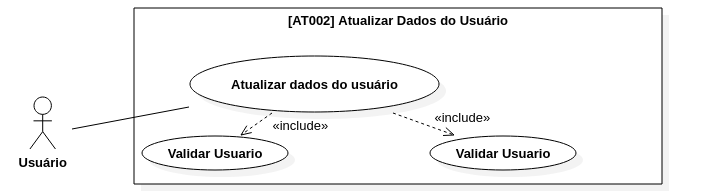 [AT002] Atualizar Dados do Usuário
Atualizar dados do usuário
«include»
«include»
Usuário
Validar Usuario
Validar Usuario